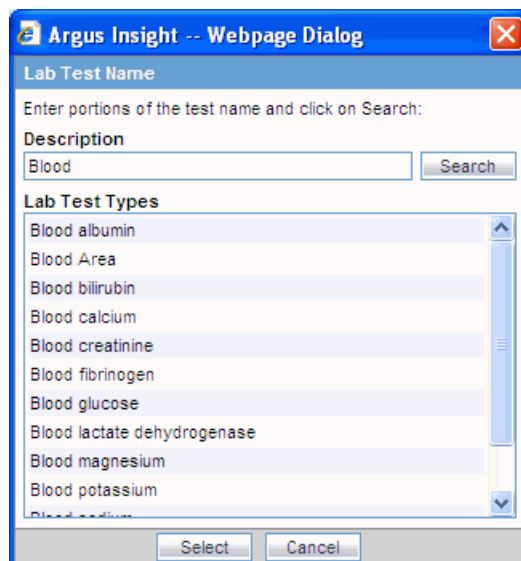 Argus Insight -- Webpage Dialog
Lab Test Name
Enter portions of the test name and click on Search:
Description
Blood Search
Lab Test Types
Blood albumin
Blood Area
Blood bilirubin
Blood calcium
Blood creatinine
Blood fibrinogen
Blood glucose
Blood lactate dehydrogenase
Blood magnesium
Blood potassium
Blood sodium
Select Cancel